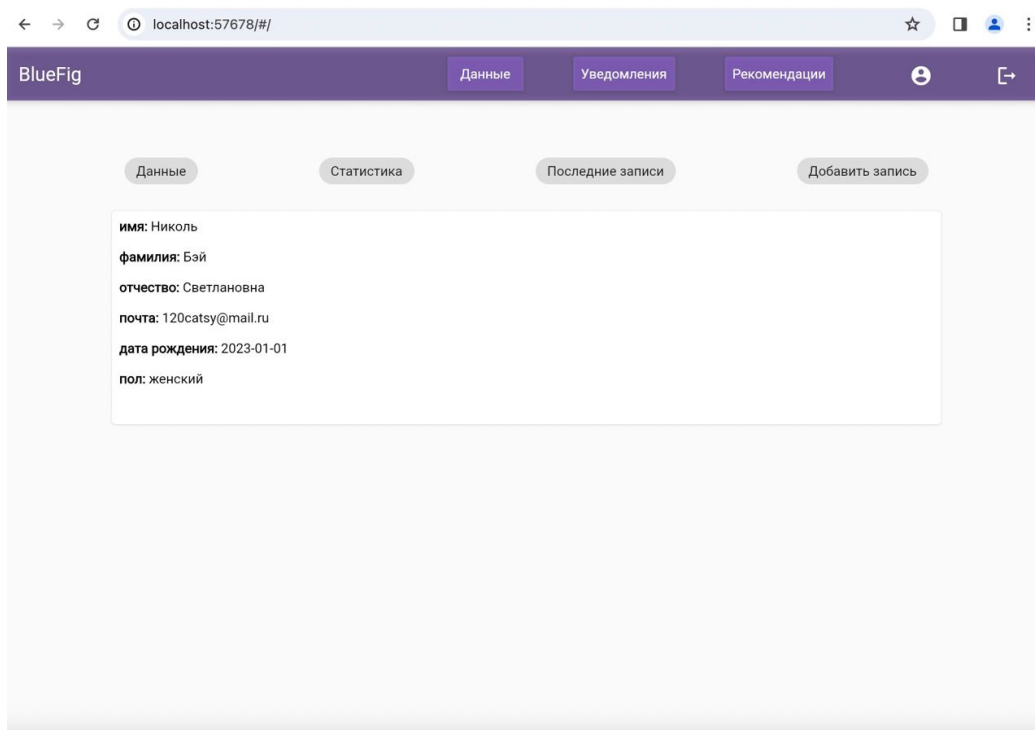 localhost:57678/#/
BlueFig Данные Уведомления Рекомендации
Данные Статистика Последние записи Добавить запись
имя: Николь
фамилия: Бэй
отчество: Светлановна
почта: 120catsy@mail.ru
дата рождения: 2023-01-01
пол: женский